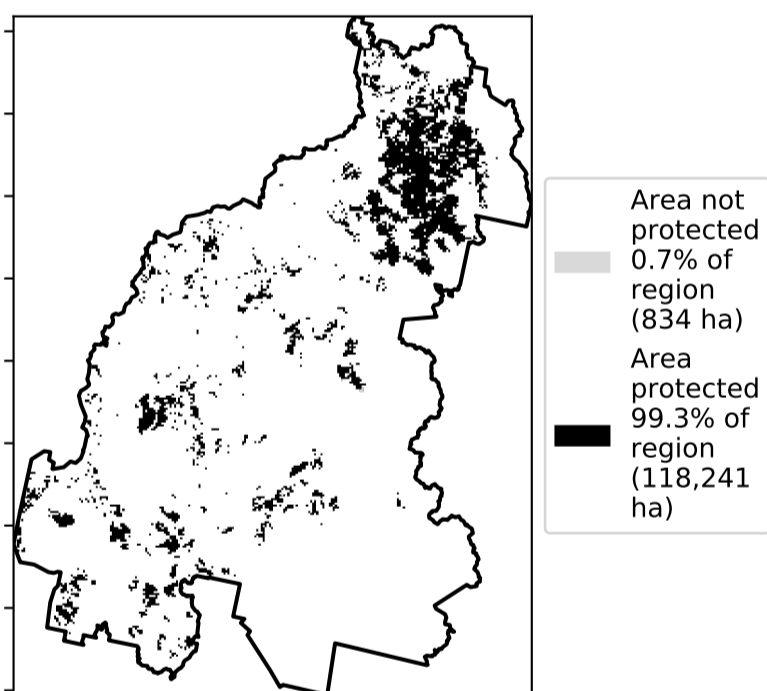 Area not
protected
0.7% of
region
(834 ha)
Area
protected
99.3% of
region
(118,241
ha)